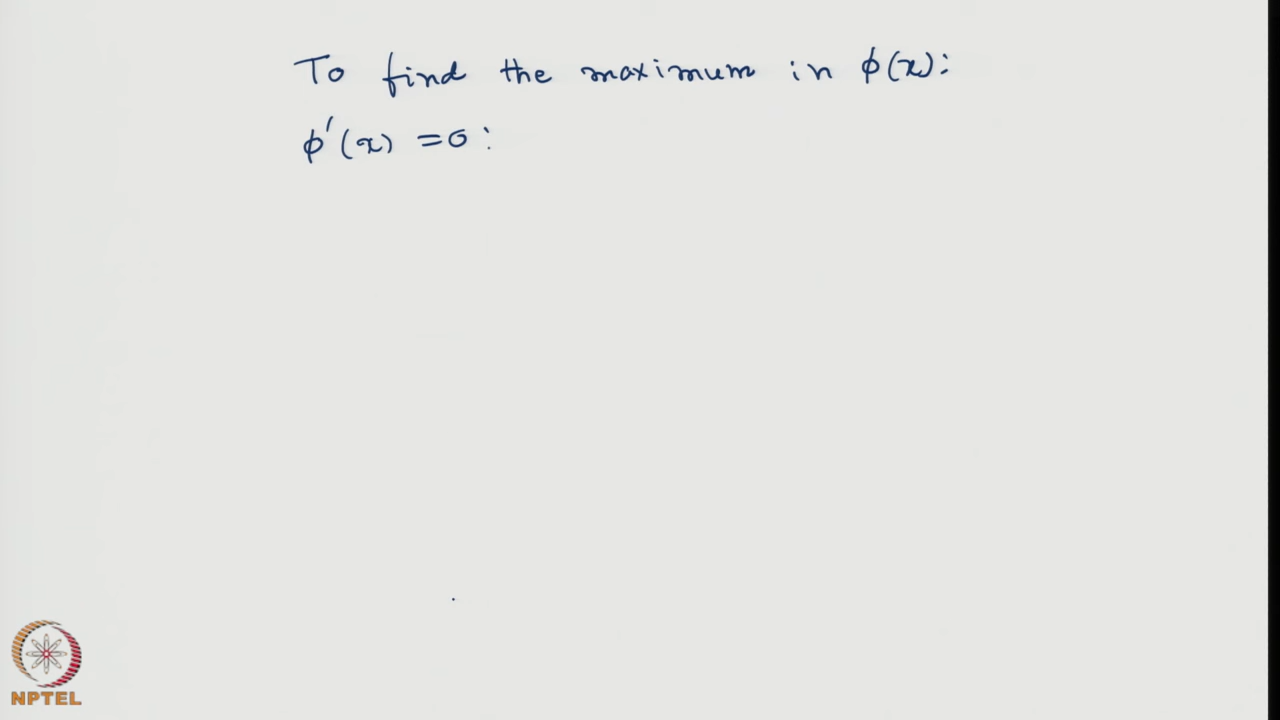 To find the maximum in ϕ(x):
ϕ'(x) = 0 :
NPTEL